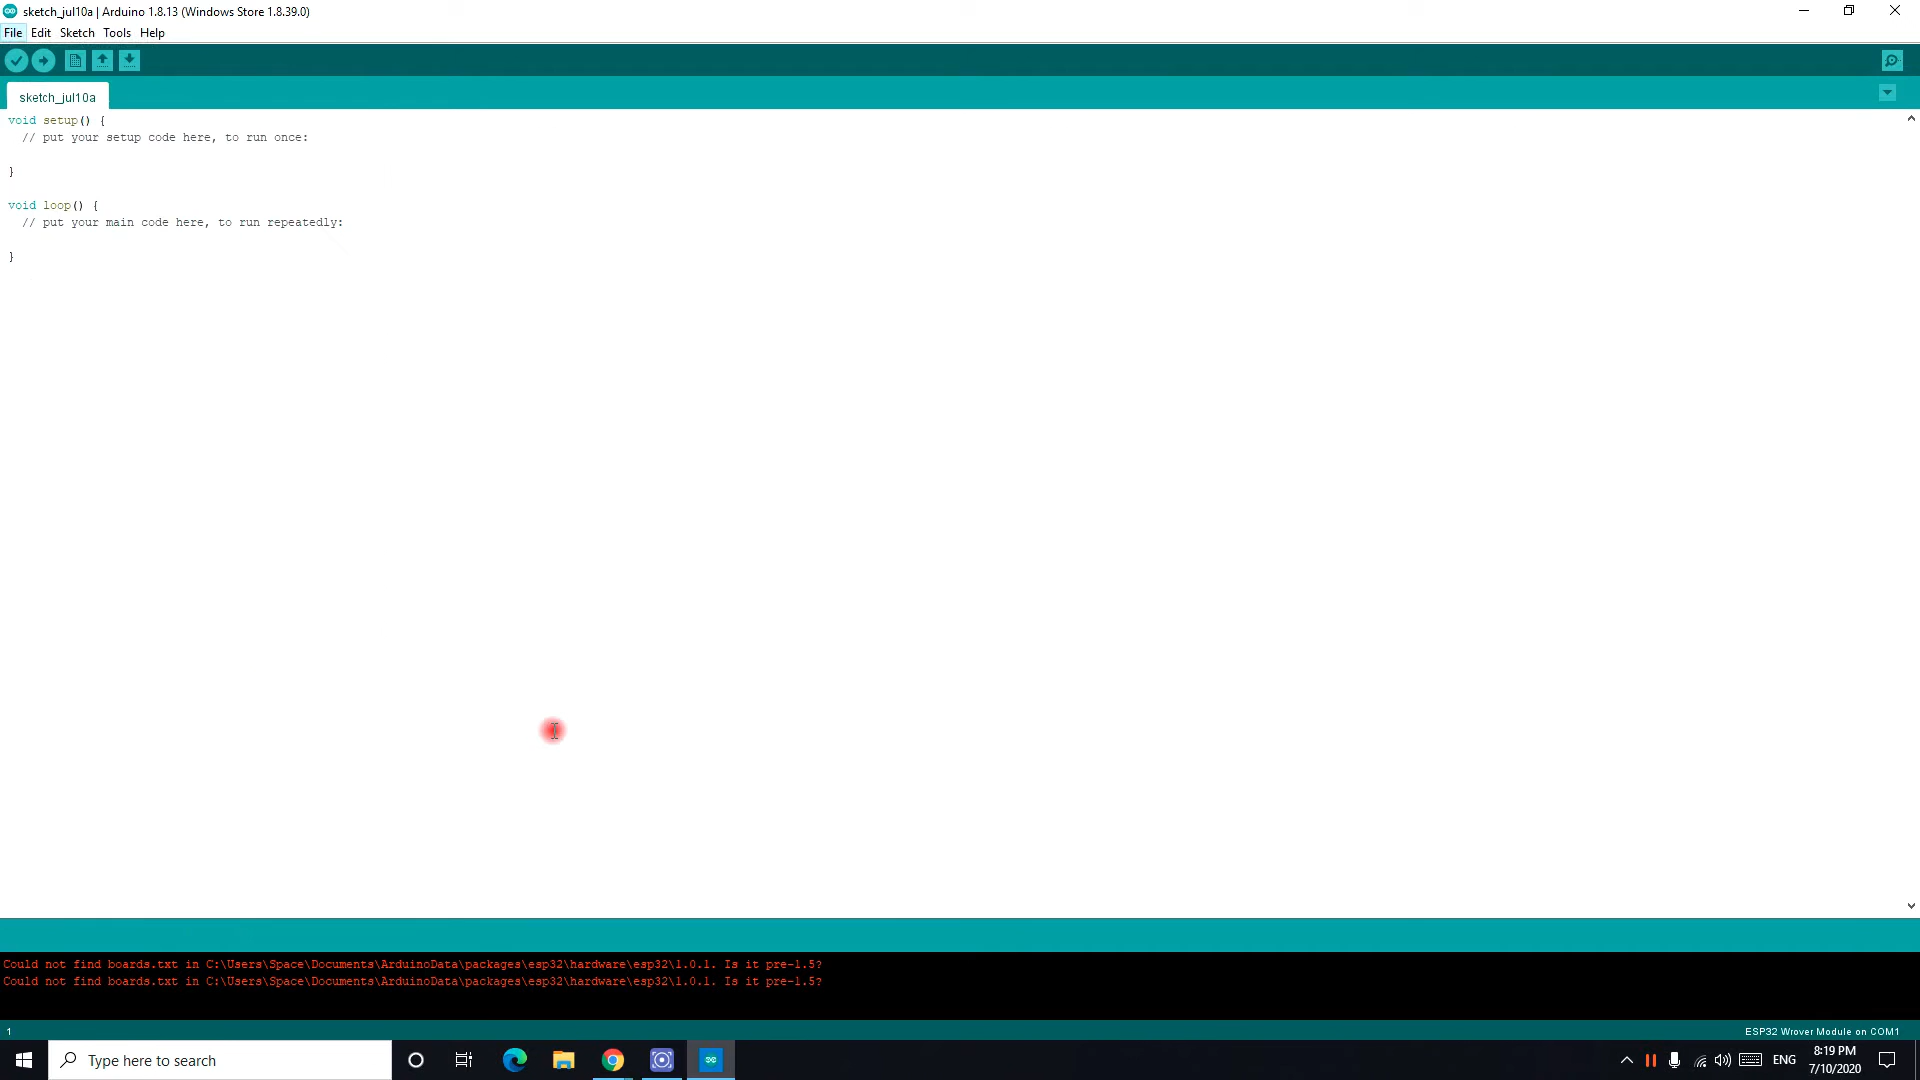 sketch_jul10a | Arduino 1.8.13 (Windows Store 1.8.39.0)
File Edit Sketch Tools Help
sketch_jul10a
void setup() {
// put your setup code here, to run once:
}
void loop() {
// put your main code here, to run repeatedly:
}
Could not find boards.txt in C:\Users\Space\Documents\ArduinoData\packages\esp32\hardware\esp32\1.0.1. Is it pre-1.5?
Could not find boards.txt in C:\Users\Space\Documents\ArduinoData\packages\esp32\hardware\esp32\1.0.1. Is it pre-1.5?
1 ESP32 Wrover Module on COM1
Type here to search
ENG
8:19 PM
7/10/2020